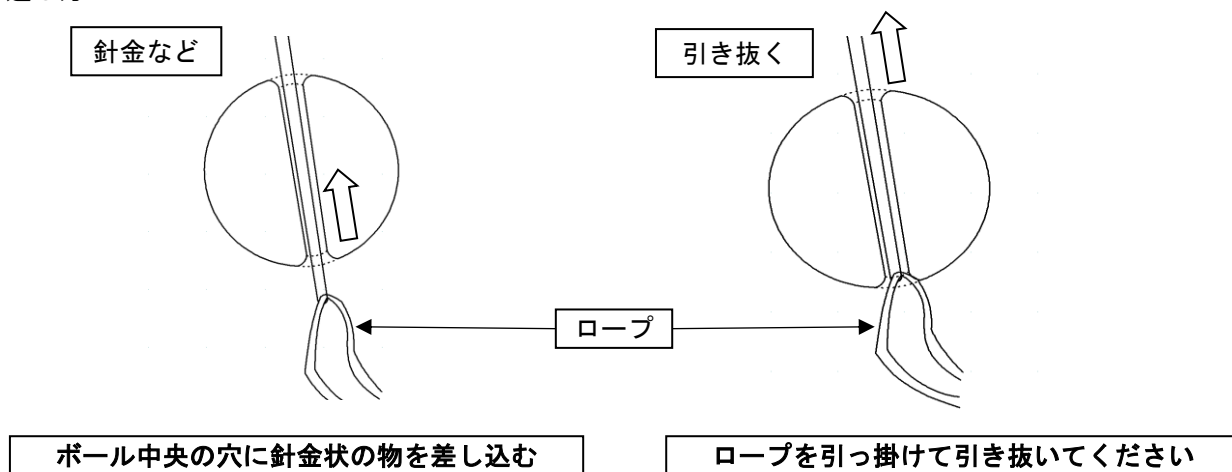 針金など
引き抜く
ロープ
ボール中央の穴に針金状の物を差し込む
ロープを引っ掛けて引き抜いてください